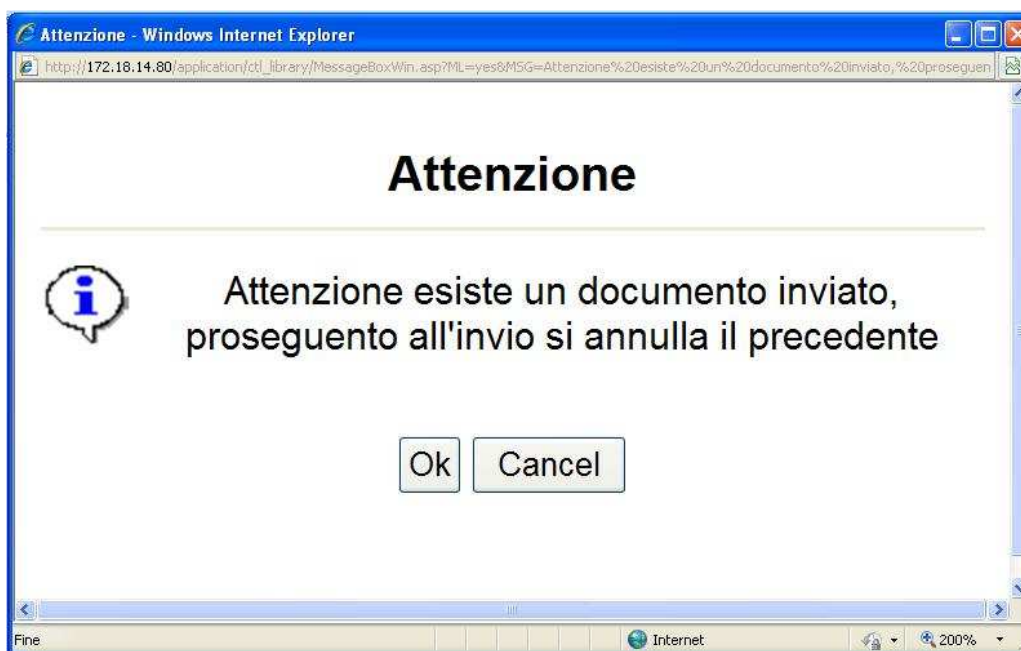 Attenzione - Windows Internet Explorer
http://172.18.14.80/application/ctl_library/MessageBoxWin.asp?ML=yes&MSG=Attenzione%20esiste%20un%20documento%20inviato,%20proseguen
Attenzione
Attenzione esiste un documento inviato,
proseguento all'invio si annulla il precedente
Ok Cancel
Fine Internet 200%